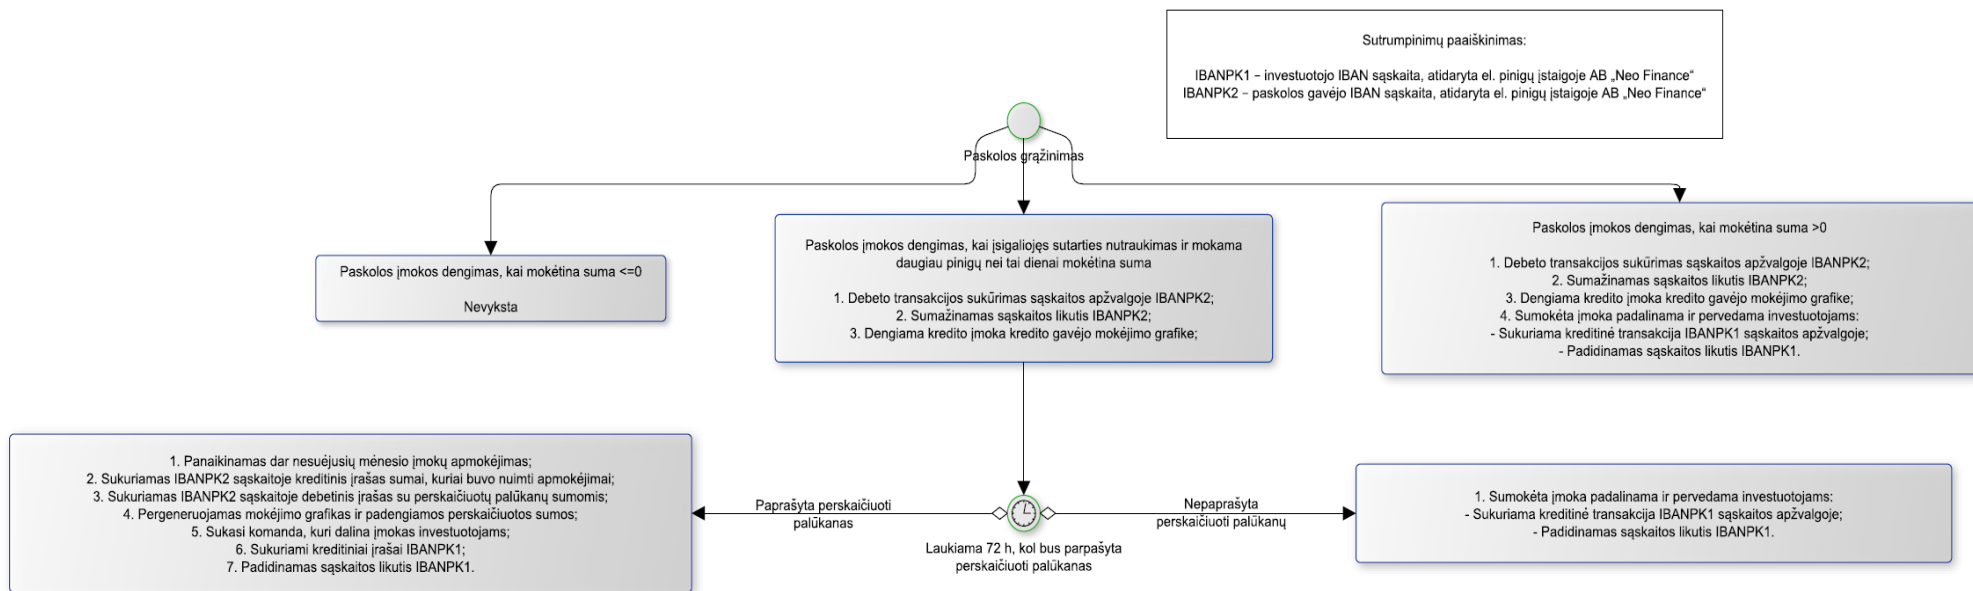 Sutrumpinimų paaiškinimas:
IBANPK1 – investuotojo IBAN sąskaita, atidaryta el. pinigų įstaigoje AB „Neo Finance“
IBANPK2 – paskolos gavėjo IBAN sąskaita, atidaryta el. pinigų įstaigoje AB „Neo Finance“
Paskolos grąžinimas
Paskolos įmokos dengimas, kai mokėtina suma <=0
Nevyksta
Paskolos įmokos dengimas, kai įsigaliojęs sutarties nutraukimas ir mokama
daugiau pinigų nei tai dienai mokėtina suma
1. Debeto transakcijos sukūrimas sąskaitos apžvalgoje IBANPK2;
2. Sumažinamas sąskaitos likutis IBANPK2;
3. Dengiama kredito įmoka kredito gavėjo mokėjimo grafike;
Paskolos įmokos dengimas, kai mokėtina suma >0
1. Debeto transakcijos sukūrimas sąskaitos apžvalgoje IBANPK2;
2. Sumažinamas sąskaitos likutis IBANPK2;
3. Dengiama kredito įmoka kredito gavėjo mokėjimo grafike;
4. Sumokėta įmoka padalinama ir pervedama investuotojams:
- Sukuriama kreditinė transakcija IBANPK1 sąskaitos apžvalgoje;
- Padidinamas sąskaitos likutis IBANPK1.
1. Panaikinamas dar nesuėjusių mėnesio įmokų apmokėjimas;
2. Sukuriamas IBANPK2 sąskaitoje kreditinis įrašas sumai, kuriai buvo nuimti apmokėjimai;
3. Sukuriamas IBANPK2 sąskaitoje debetinis įrašas su perskaičiuotų palūkanų sumomis;
4. Pergeneruojamas mokėjimo grafikas ir padengiamos perskaičiuotos sumos;
5. Sukasi komanda, kuri dalina įmokas investuotojams;
6. Sukuriami kreditiniai įrašai IBANPK1;
7. Padidinamas sąskaitos likutis IBANPK1.
Paprašyta perskaičiuoti
palūkanas
Laukiama 72 h, kol bus parpašyta
perskaičiuoti palūkanas
Nepaprašyta
perskaičiuoti palūkanų
1. Sumokėta įmoka padalinama ir pervedama investuotojams:
- Sukuriama kreditinė transakcija IBANPK1 sąskaitos apžvalgoje;
- Padidinamas sąskaitos likutis IBANPK1.